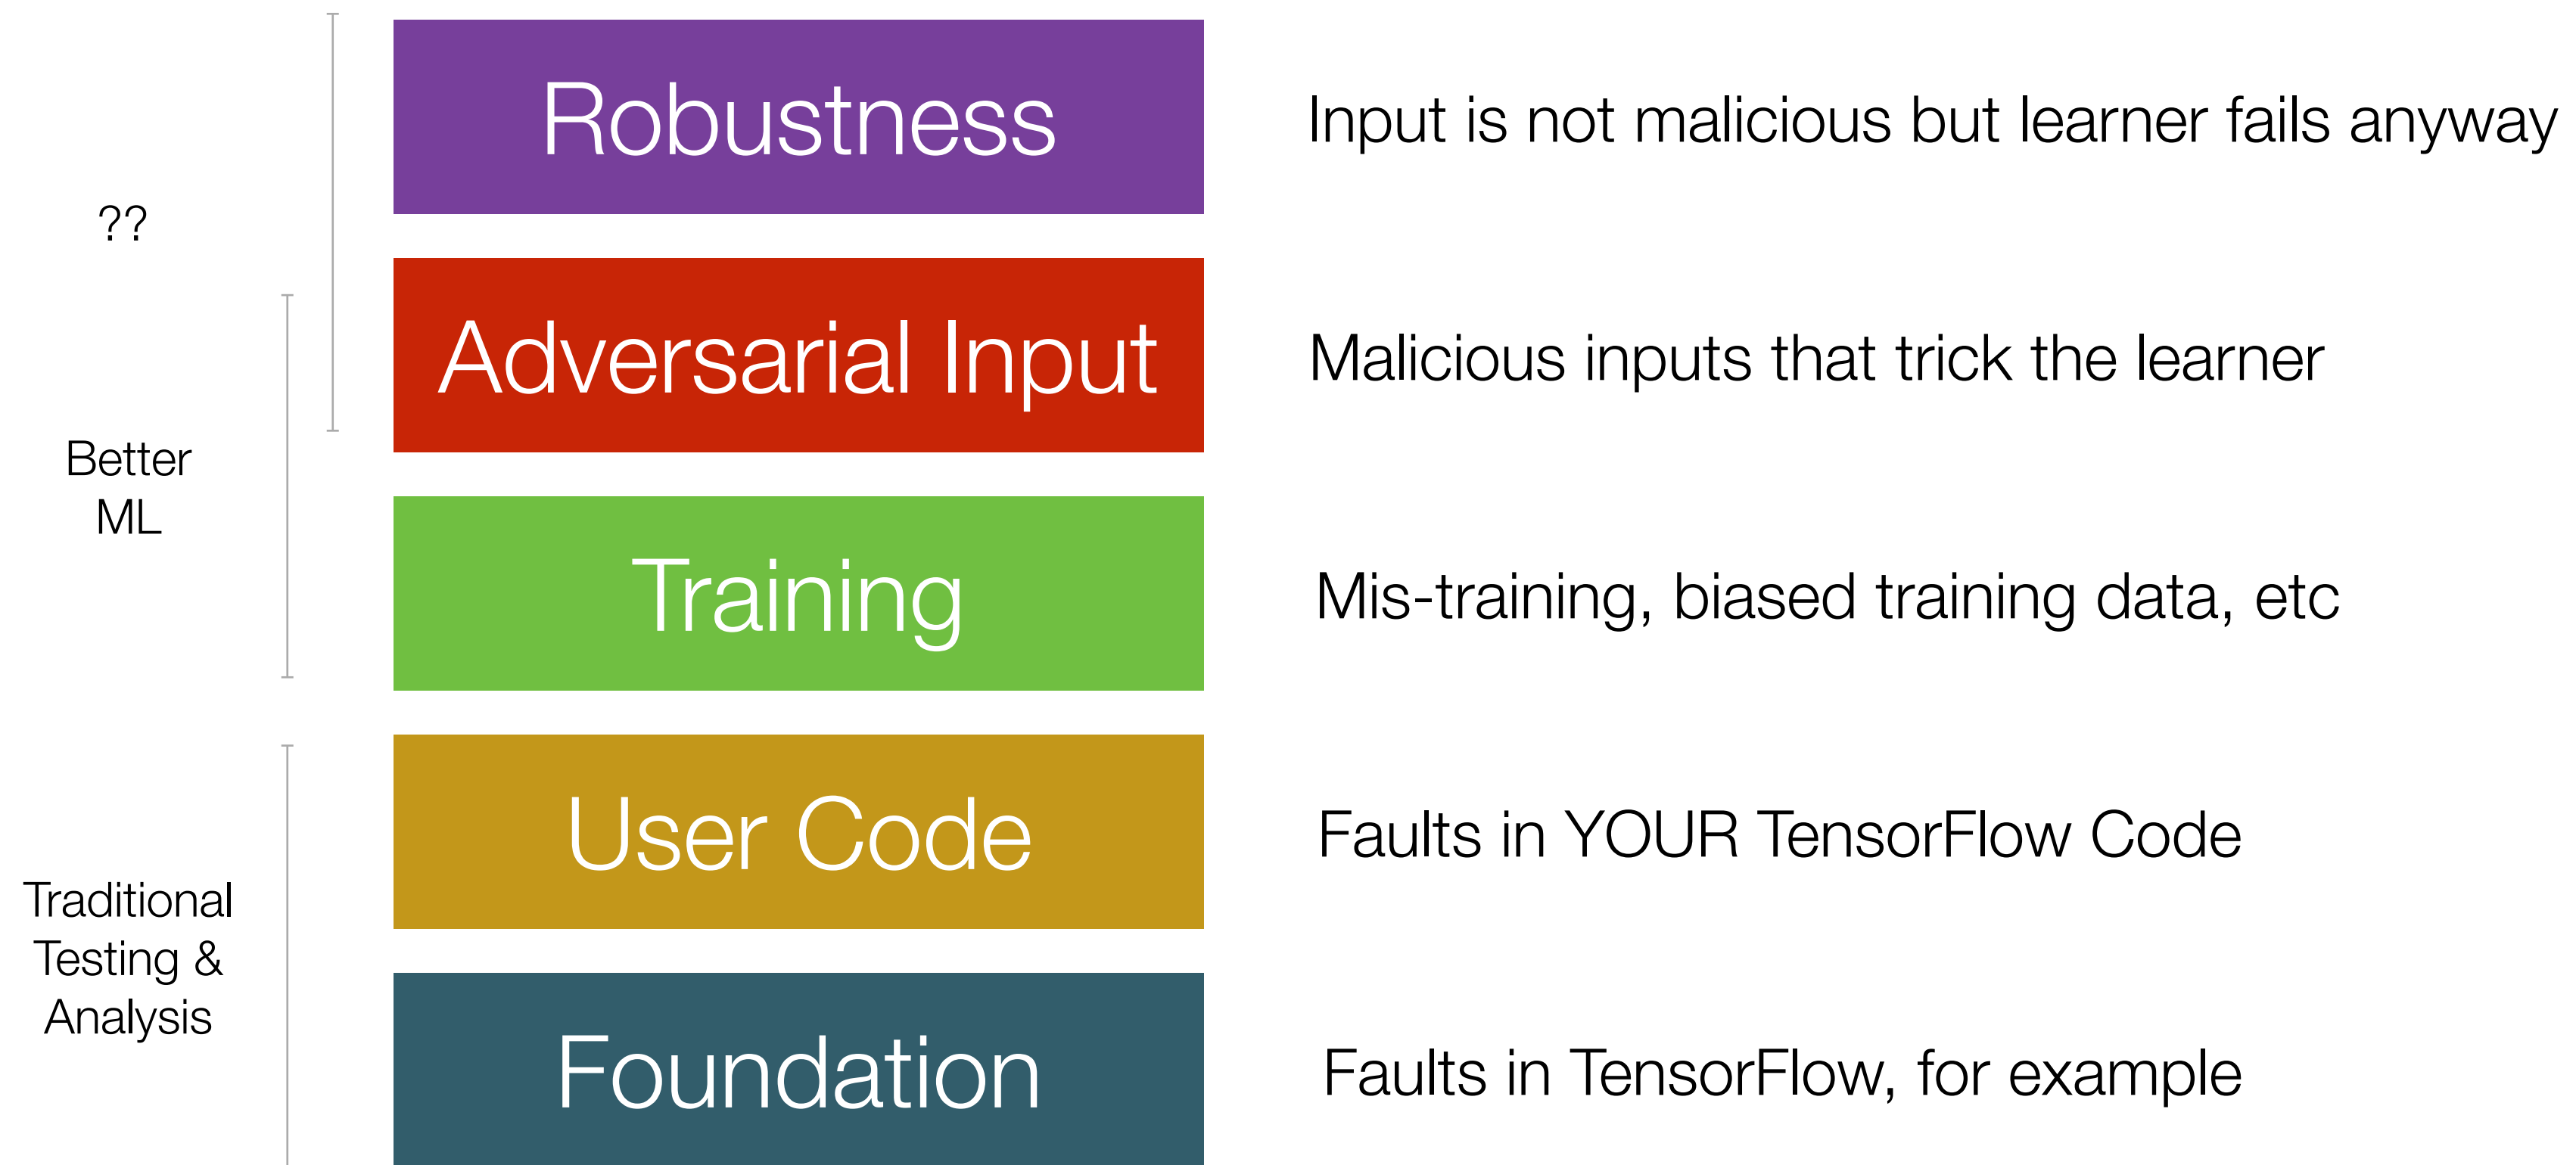 Robustness
Input is not malicious but learner fails anyway
??
Adversarial Input
Malicious inputs that trick the learner
Better
ML
Training
Mis-training, biased training data, etc
User Code
Faults in YOUR TensorFlow Code
Traditional
Testing &
Analysis
Foundation
Faults in TensorFlow, for example